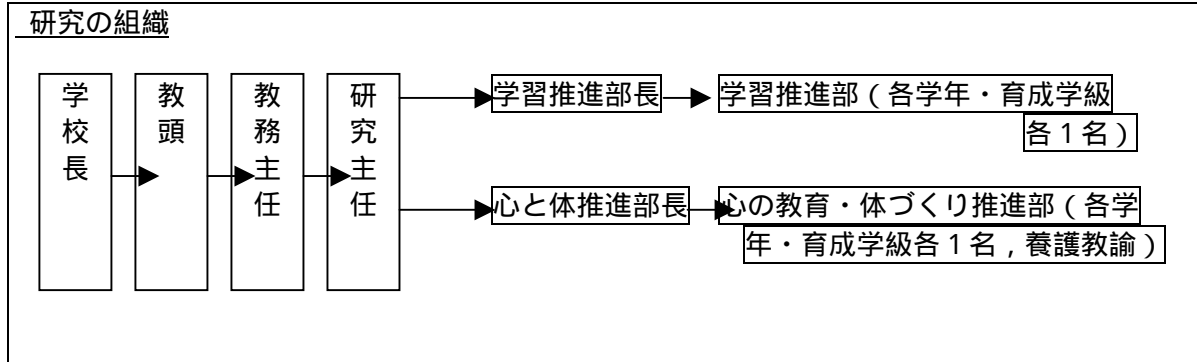 研究の組織
学校長
教頭
教務主任
研究主任
学習推進部長
学習推進部（各学年・育成学級
各１名）
心と体推進部長
心の教育・体づくり推進部（各学
年・育成学級各１名，養護教諭）